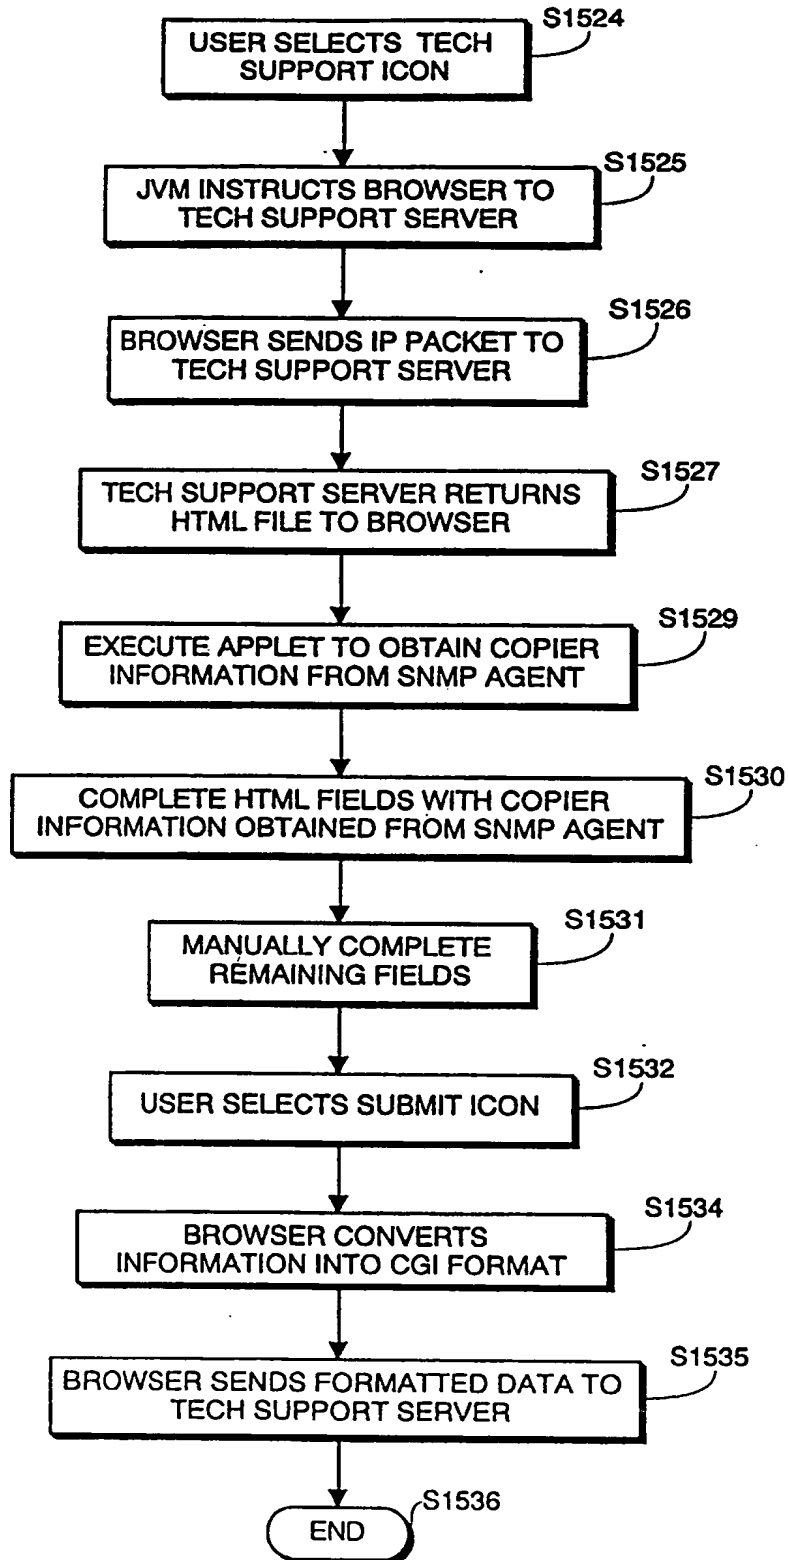 S1524
USER SELECTS TECH
SUPPORT ICON
S1525
JVM INSTRUCTS BROWSER TO
TECH SUPPORT SERVER
S1526
BROWSER SENDS IP PACKET TO
TECH SUPPORT SERVER
S1527
TECH SUPPORT SERVER RETURNS
HTML FILE TO BROWSER
S1529
EXECUTE APPLET TO OBTAIN COPIER
INFORMATION FROM SNMP AGENT
S1530
COMPLETE HTML FIELDS WITH COPIER
INFORMATION OBTAINED FROM SNMP AGENT
S1531
MANUALLY COMPLETE
REMAINING FIELDS
S1532
USER SELECTS SUBMIT ICON
S1534
BROWSER CONVERTS
INFORMATION INTO CGI FORMAT
S1535
BROWSER SENDS FORMATTED DATA TO
TECH SUPPORT SERVER
S1536
END